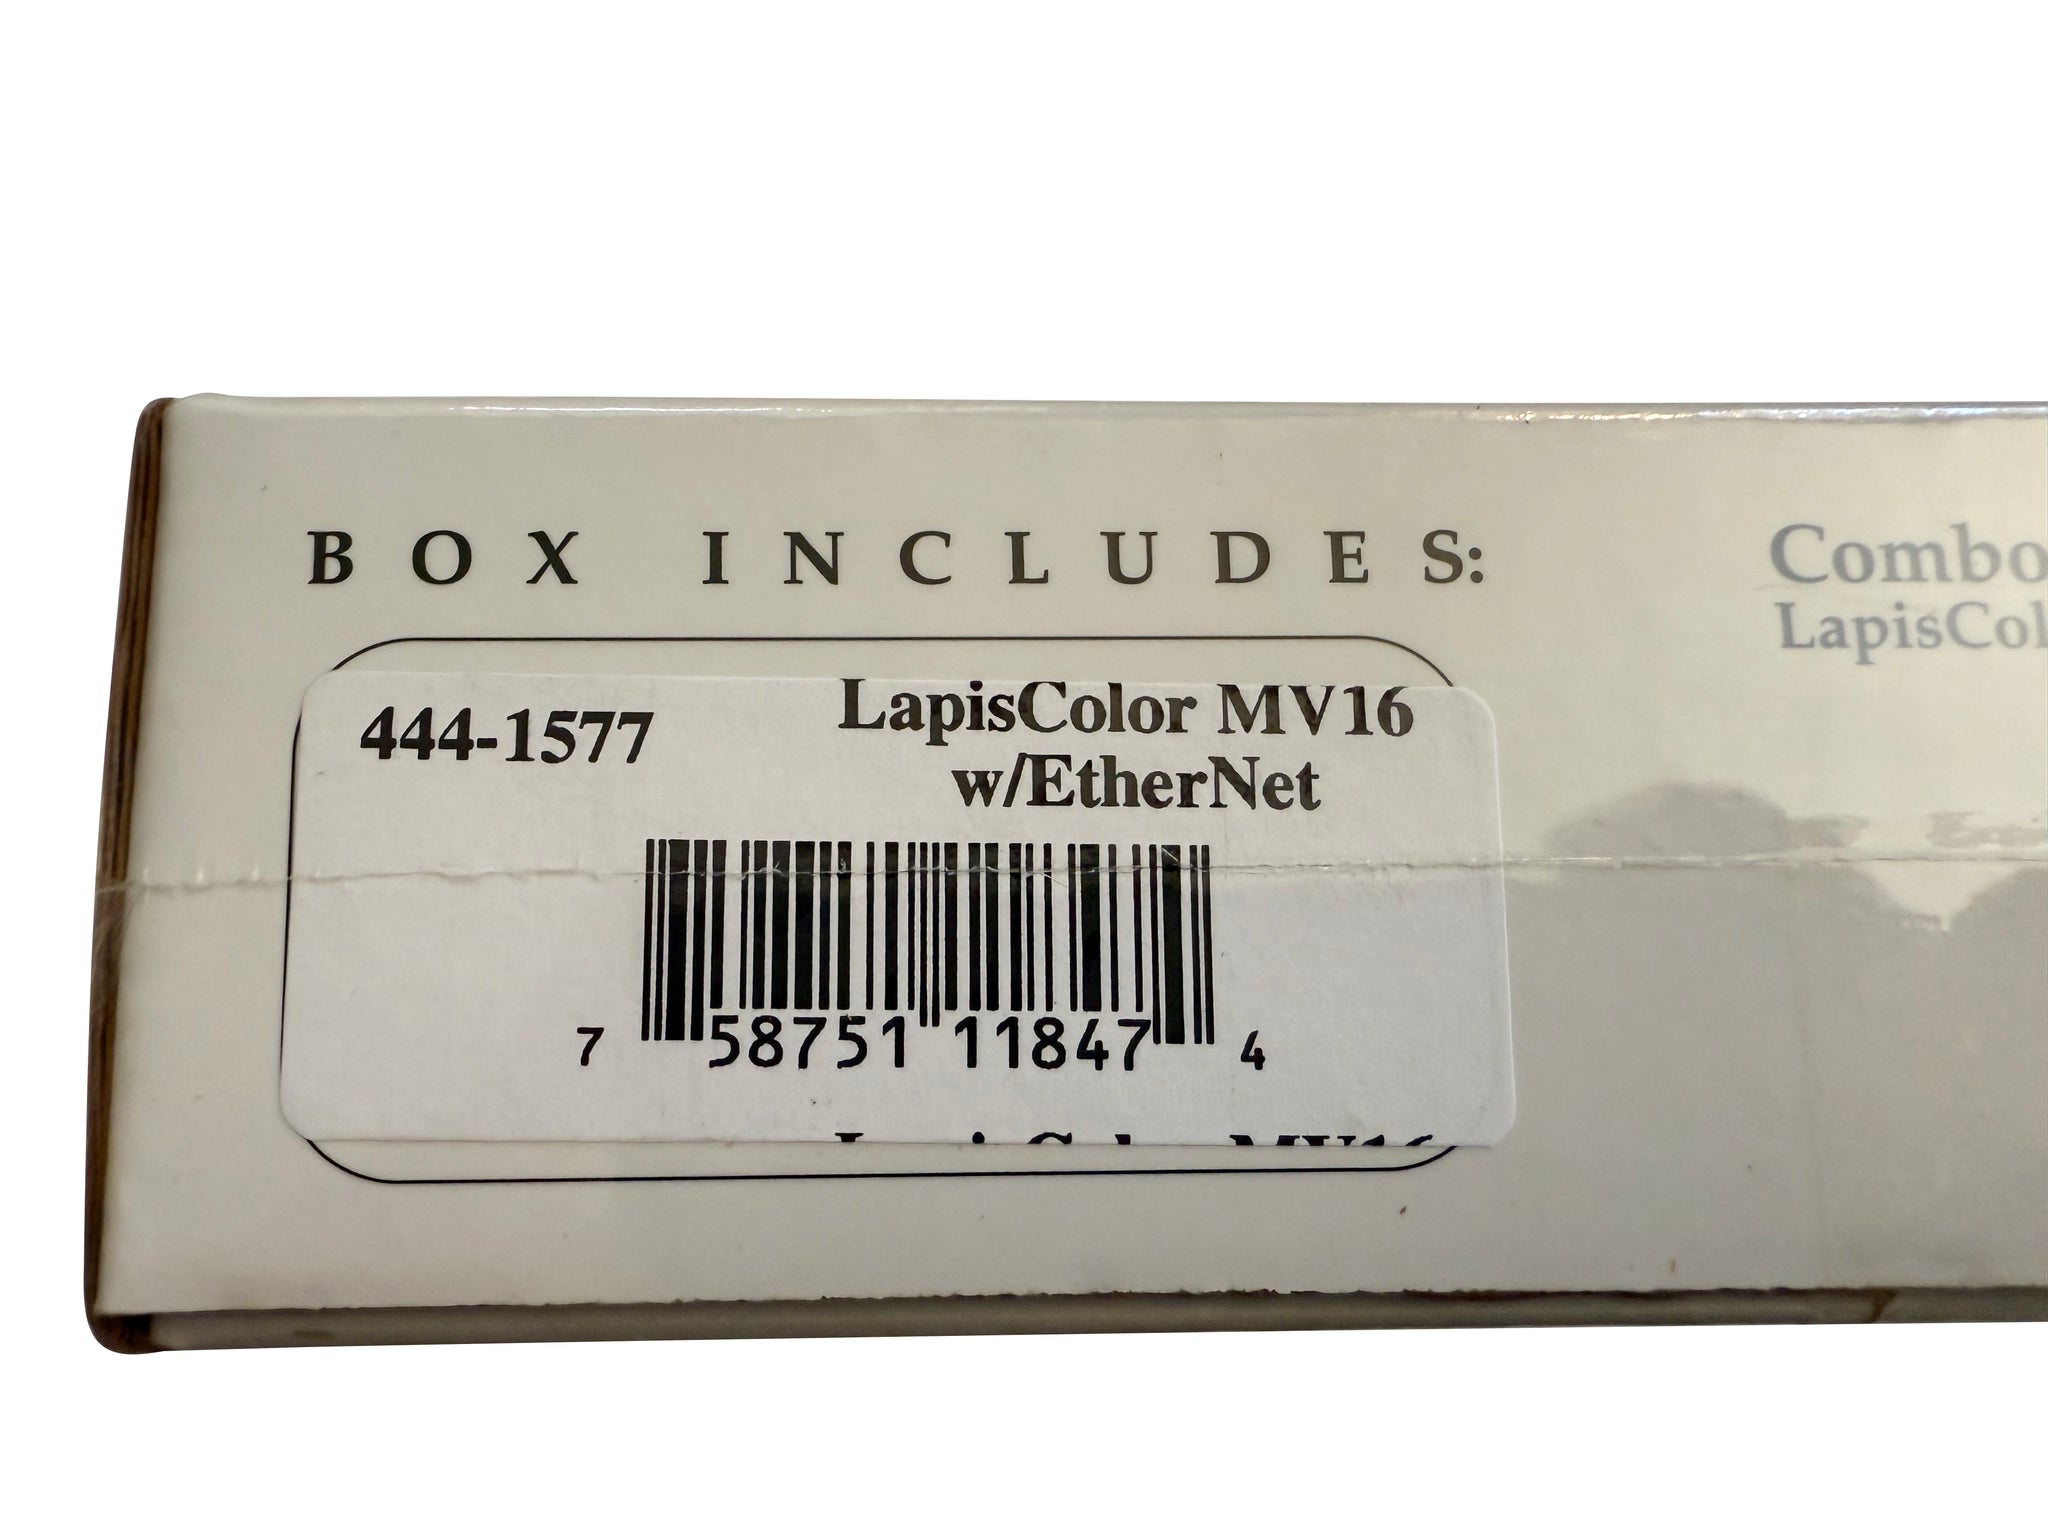 BOX INCLUDES:
Combo
LapisCol
444-1577
LapisColor MV16
w/EtherNet
7 58751 11847 4